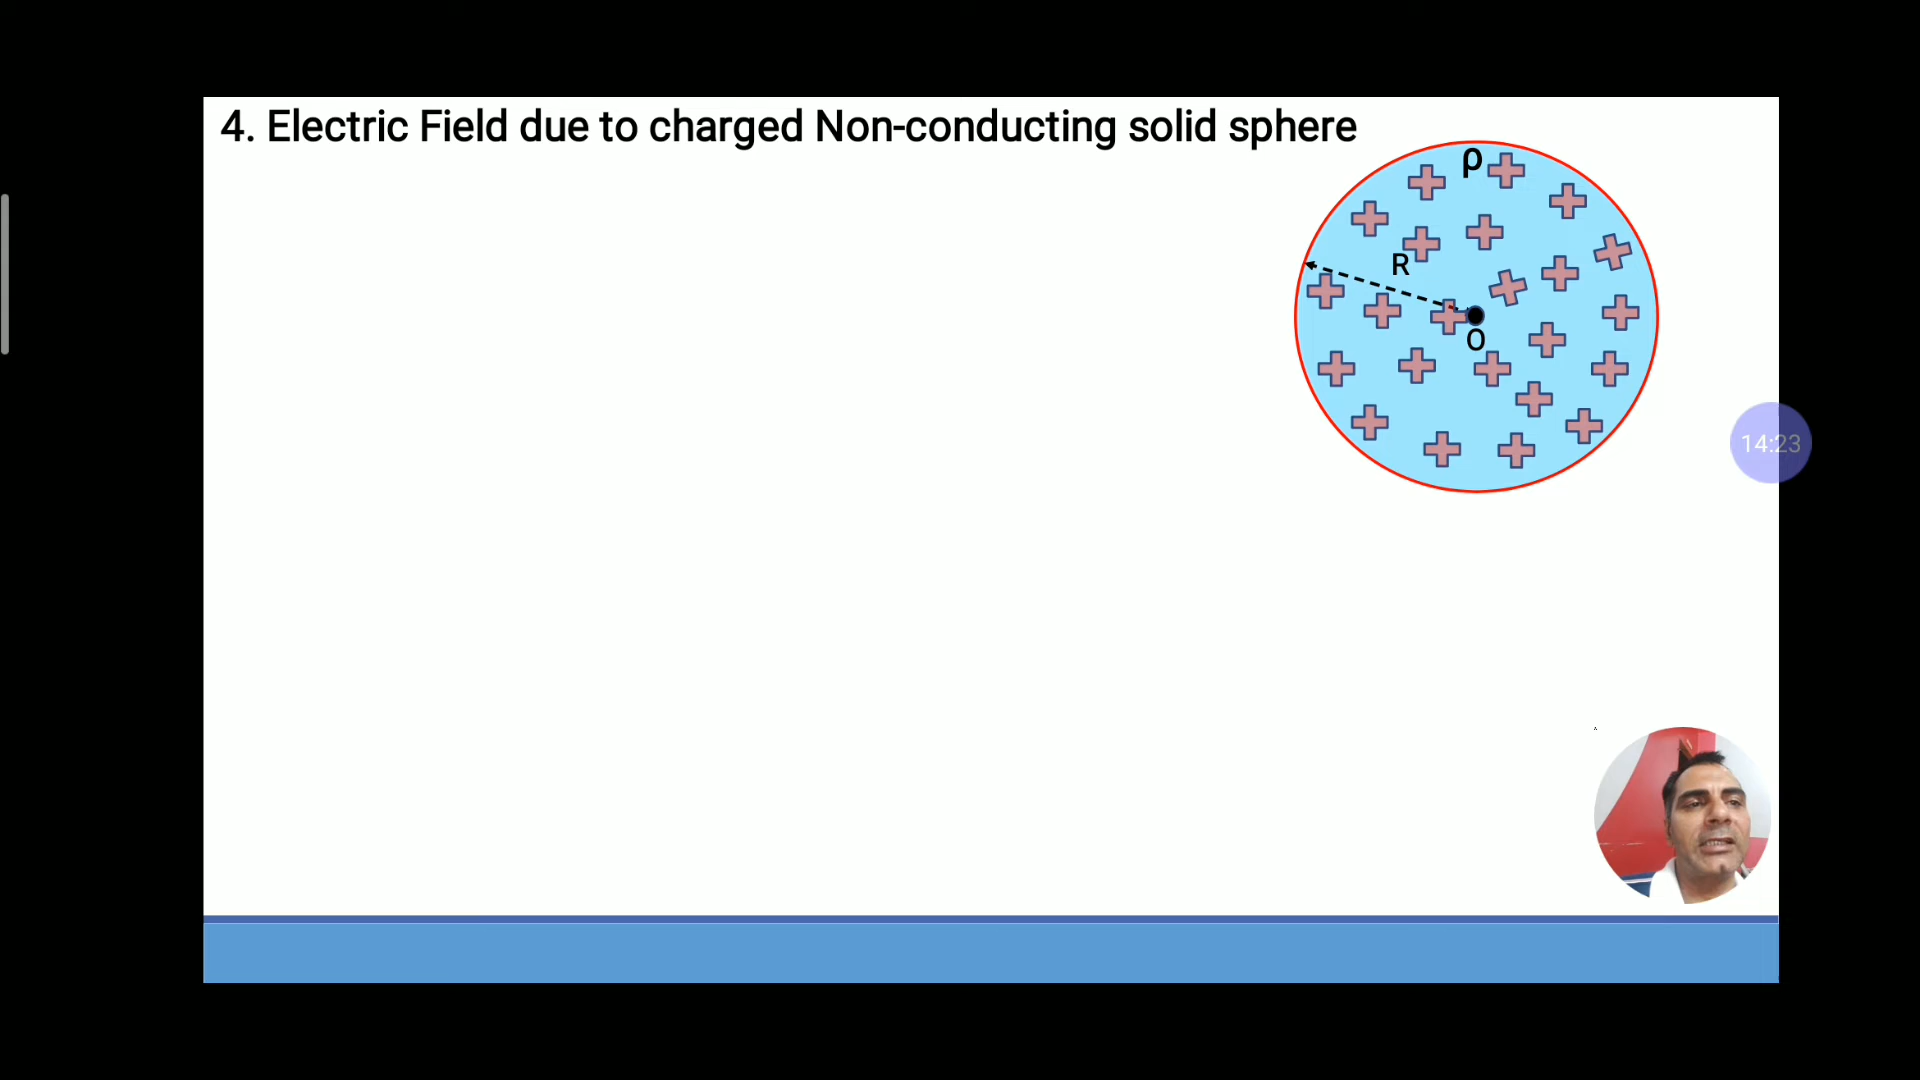 4. Electric Field due to charged Non-conducting solid sphere
ρ
R
O
14:23